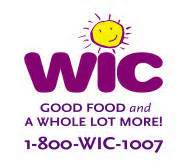 WIC
GOOD FOOD and
A WHOLE LOT MORE!
1-800-WIC-1007